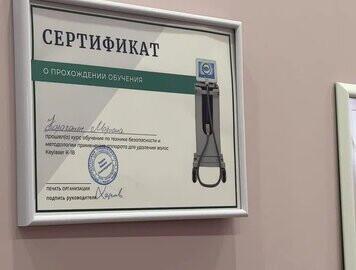 СЕРТИФИКАТ
О ПРОХОЖДЕНИИ ОБУЧЕНИЯ
прошел(а) курс обучения по технике безопасности и
методологии применения аппарата для удаления волос
Keylaser K-18
ПЕЧАТЬ ОРГАНИЗАЦИИ
подпись руководителя